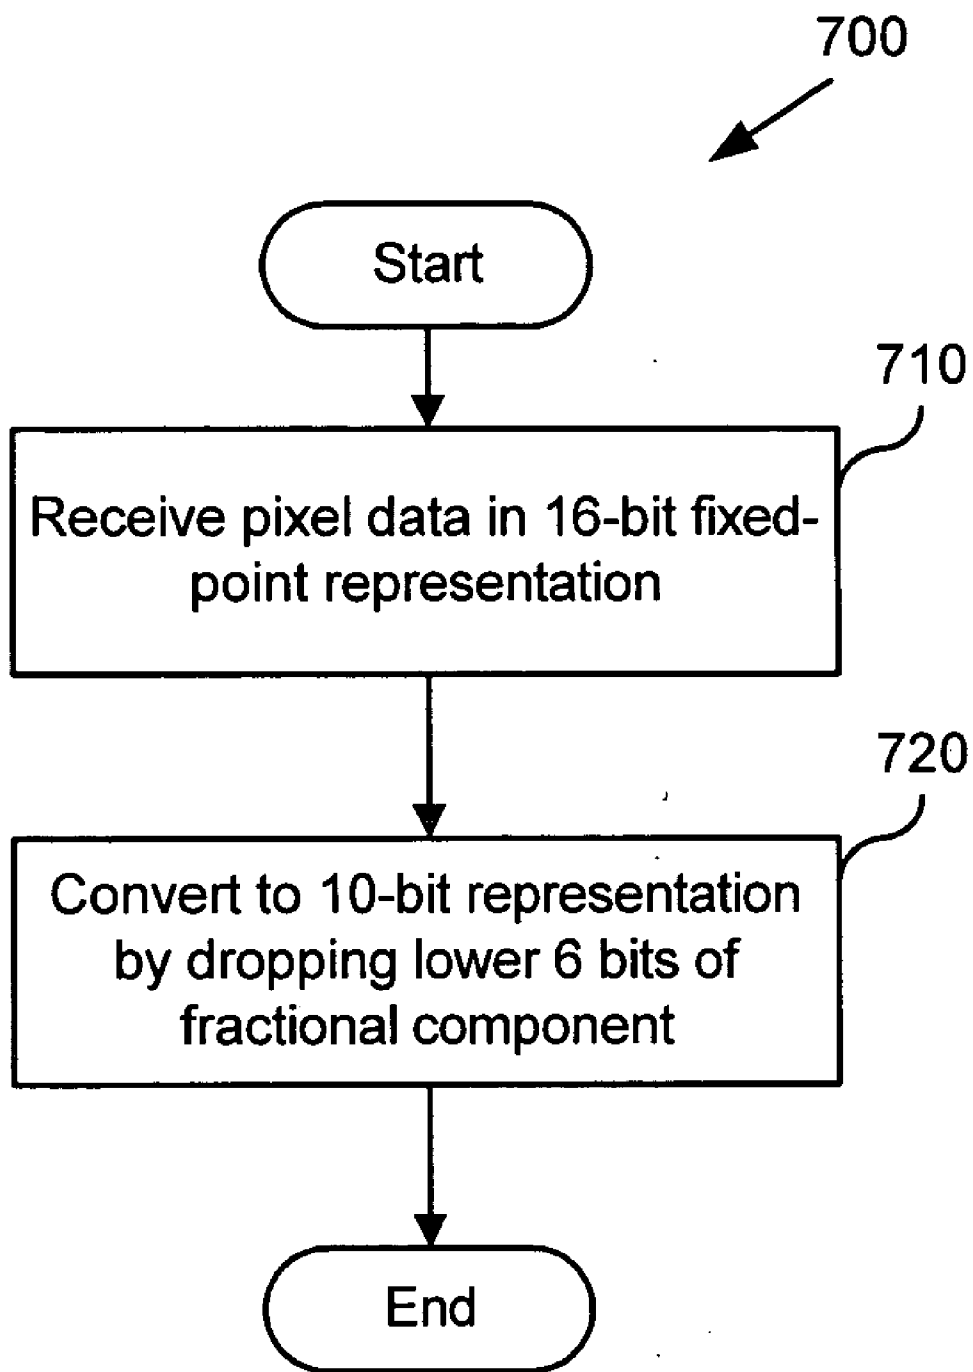 700
Start
710
Receive pixel data in 16-bit fixed-
point representation
720
Convert to 10-bit representation
by dropping lower 6 bits of
fractional component
End